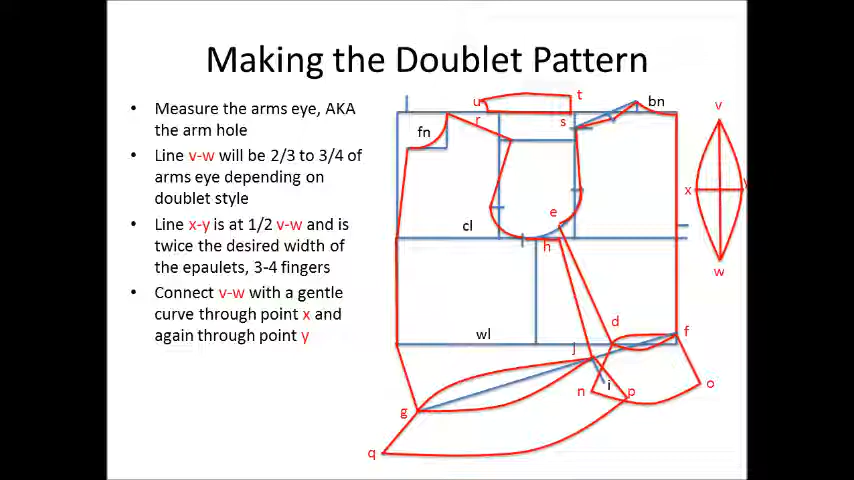 Making the Doublet Pattern
• Measure the arms eye, AKA
the arm hole
• Line v-w will be 2/3 to 3/4 of
arms eye depending on
doublet style
• Line x-y is at 1/2 v-w and is
twice the desired width of
the epaulets, 3-4 fingers
• Connect v-w with a gentle
curve through point x and
again through point y
u
t
bn
v
r
s
fn
x
y
e
cl
h
w
d
f
wl
j
i
o
n
p
g
q